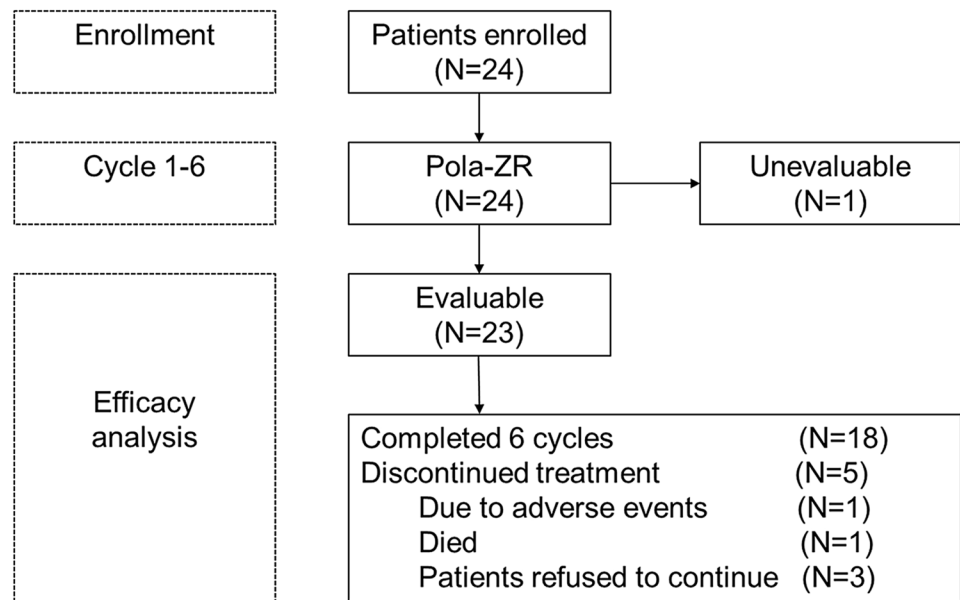 Enrollment
Patients enrolled
(N=24)
Cycle 1-6
Pola-ZR
(N=24)
Unevaluable
(N=1)
Evaluable
(N=23)
Efficacy
analysis
Completed 6 cycles (N=18)
Discontinued treatment (N=5)
Due to adverse events (N=1)
Died (N=1)
Patients refused to continue (N=3)